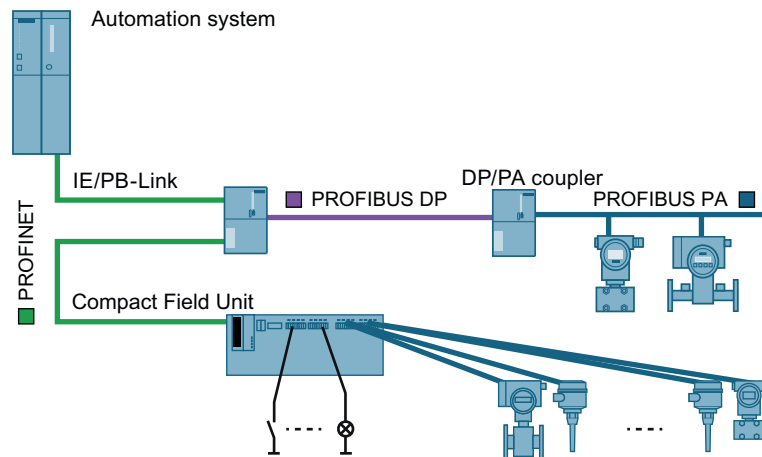 Automation system
IE/PB-Link
DP/PA coupler
PROFIBUS DP
PROFIBUS PA
PROFINET
Compact Field Unit